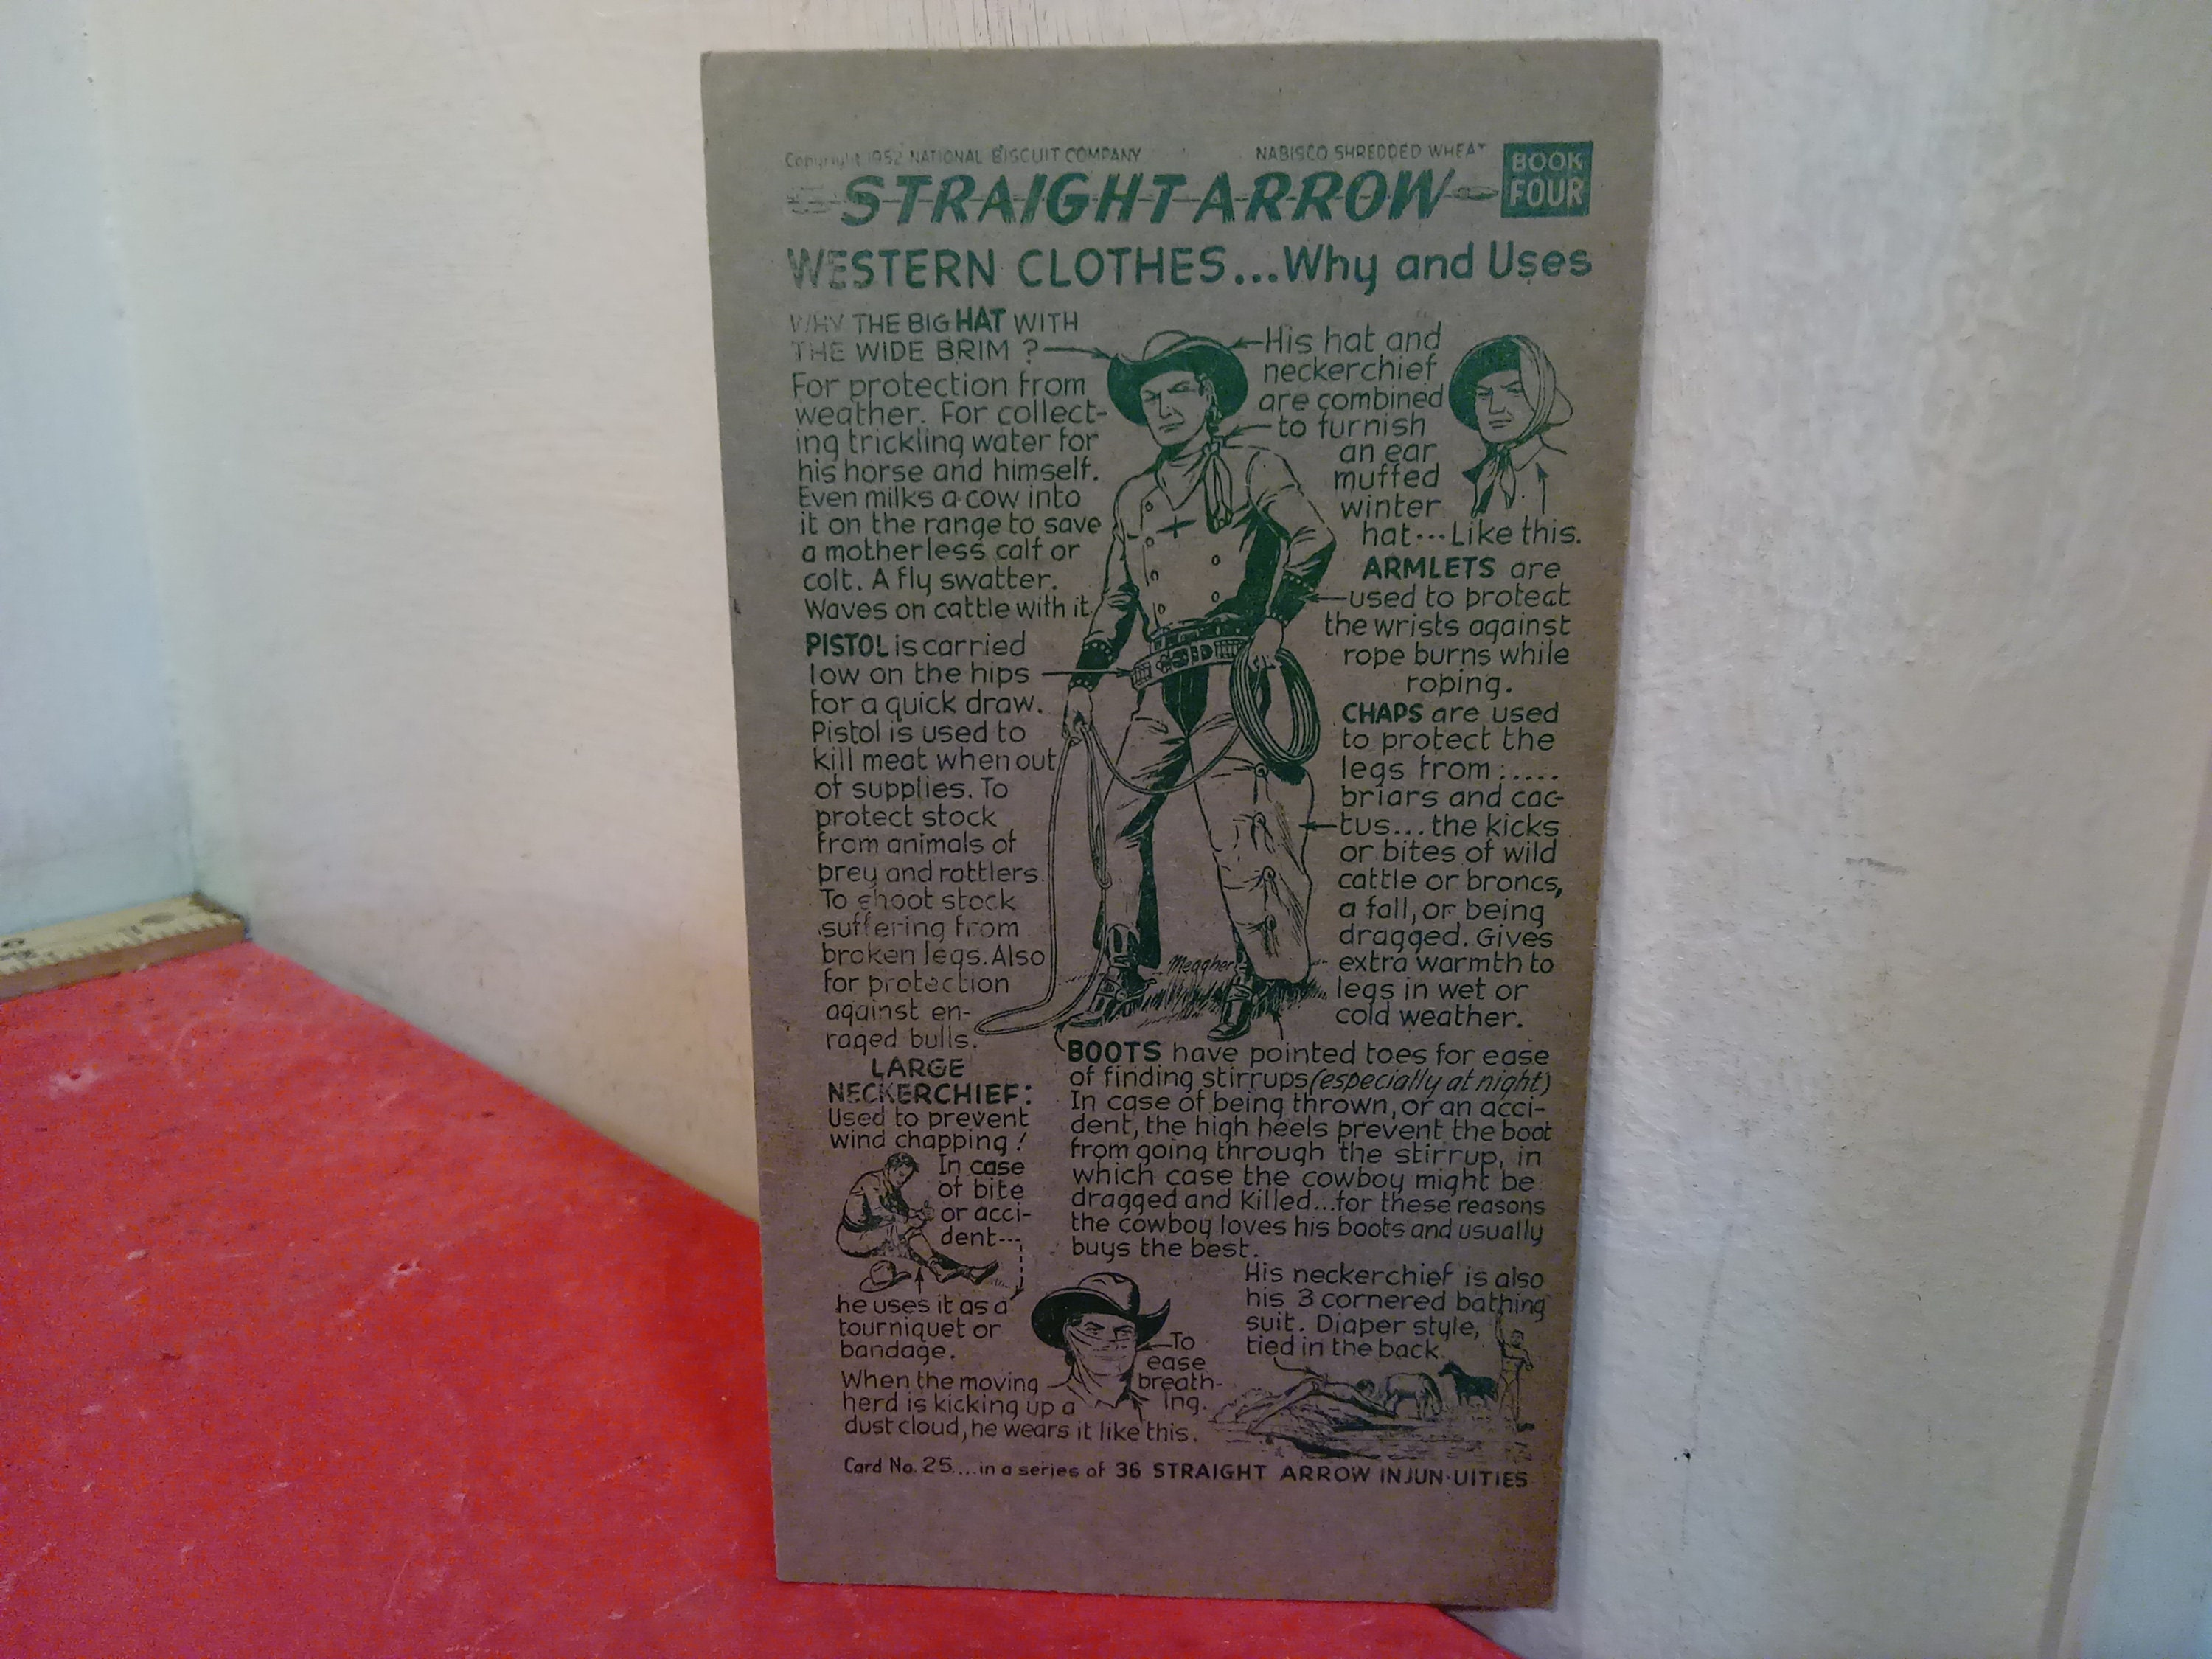 Copyright 1952 NATIONAL BISCUIT COMPANY
NABISCO SHREDDED WHEAT
BOOK
FOUR
STRAIGHT ARROW
WESTERN CLOTHES...Why and Uses
WHY THE BIG HAT WITH
THE WIDE BRIM ?
For protection from
weather. For collect-
ing trickling water for
his horse and himself.
Even milks a cow into
it on the range to save
a motherless calf or
colt. A fly swatter.
Waves on cattle with it.
PISTOL is carried
low on the hips
for a quick draw.
Pistol is used to
kill meat when out
of supplies. To
protect stock
from animals of
prey and rattlers.
To shoot stock
suffering from
broken legs. Also
for protection
against en-
raged bulls.
His hat and
neckerchief
are combined
to furnish
an ear
muffed
winter
hat...Like this.
ARMLETS are
used to protect
the wrists against
rope burns while
roping.
CHAPS are used
to protect the
legs from:....
briars and cac-
tus...the kicks
or bites of wild
cattle or broncs,
a fall, or being
dragged. Gives
extra warmth to
legs in wet or
cold weather.
Meagher
BOOTS have pointed toes for ease
of finding stirrups (especially at night)
In case of being thrown, or an acci-
dent, the high heels prevent the boot
from going through the stirrup, in
which case the cowboy might be
dragged and Killed...for these reasons
the cowboy loves his boots and usually
buys the best.
LARGE
NECKERCHIEF:
Used to prevent
wind chapping!
In case
of bite
or acci-
dent---
he uses it as a
tourniquet or
bandage.
When the moving
herd is kicking up a
dust cloud, he wears it like this.
To
ease
breath-
ing.
His neckerchief is also
his 3 cornered bathing
suit. Diaper style,
tied in the back.
Card No. 25....in a series of 36 STRAIGHT ARROW INJUN-UITIES